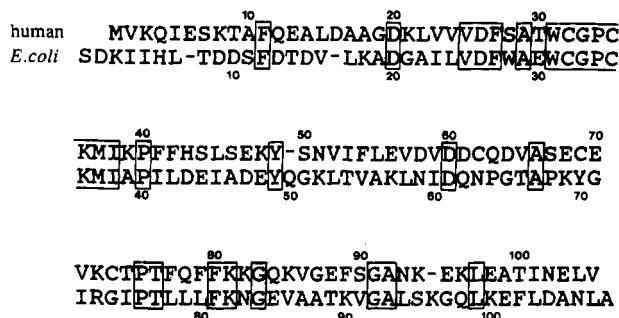 10 20 30
human MVKQIESKTAFQEALDAAGDKLVVVDFSATWCGPC
E.coli SDKIIHL-TDDSFDTDV-LKADGAILVDFWAEWCGPC
10 20 30
40 50 60 70
KMIKPFFHSLSEKY-SNVIFLEVDVDDCQDVASECE
KMIAPILDEIADEYQGKLTVAKLNIDQNPGTAPKYG
40 50 60 70
80 90 100
VKCTPTFQFFKKGQKVGEFSGANK-EKLEATINELV
IRGIPTLLLFKNGEVAATKVGALSKGQLKEFLDANLA
80 90 100